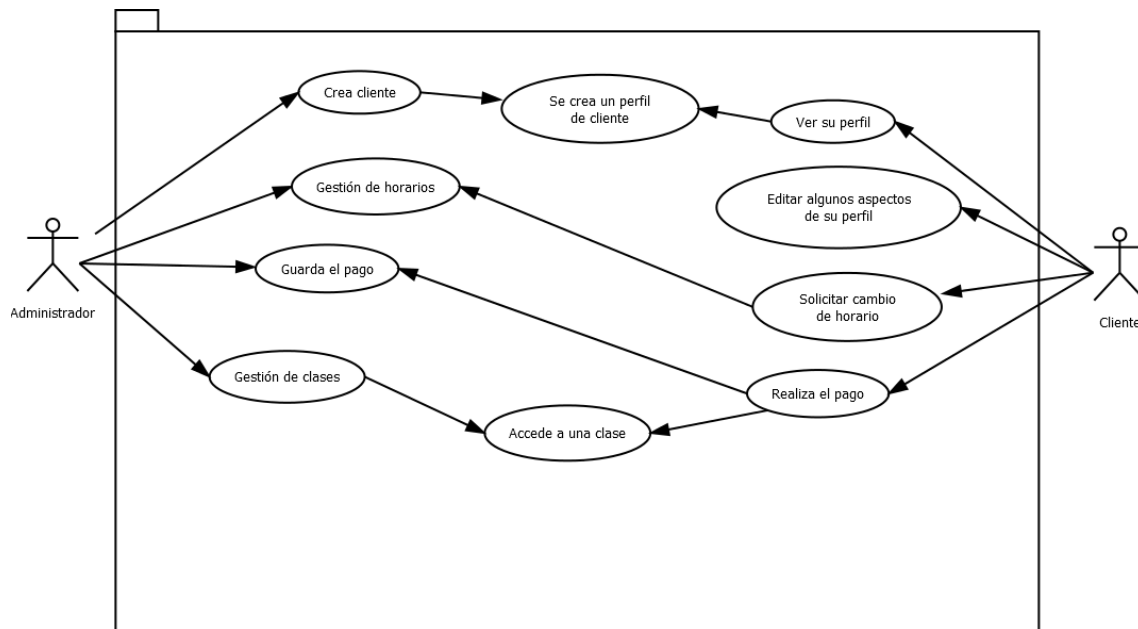 Crea cliente
Se crea un perfil
de cliente
Ver su perfil
Gestión de horarios
Editar algunos aspectos
de su perfil
Guarda el pago
Solicitar cambio
de horario
Administrador
Cliente
Gestión de clases
Realiza el pago
Accede a una clase